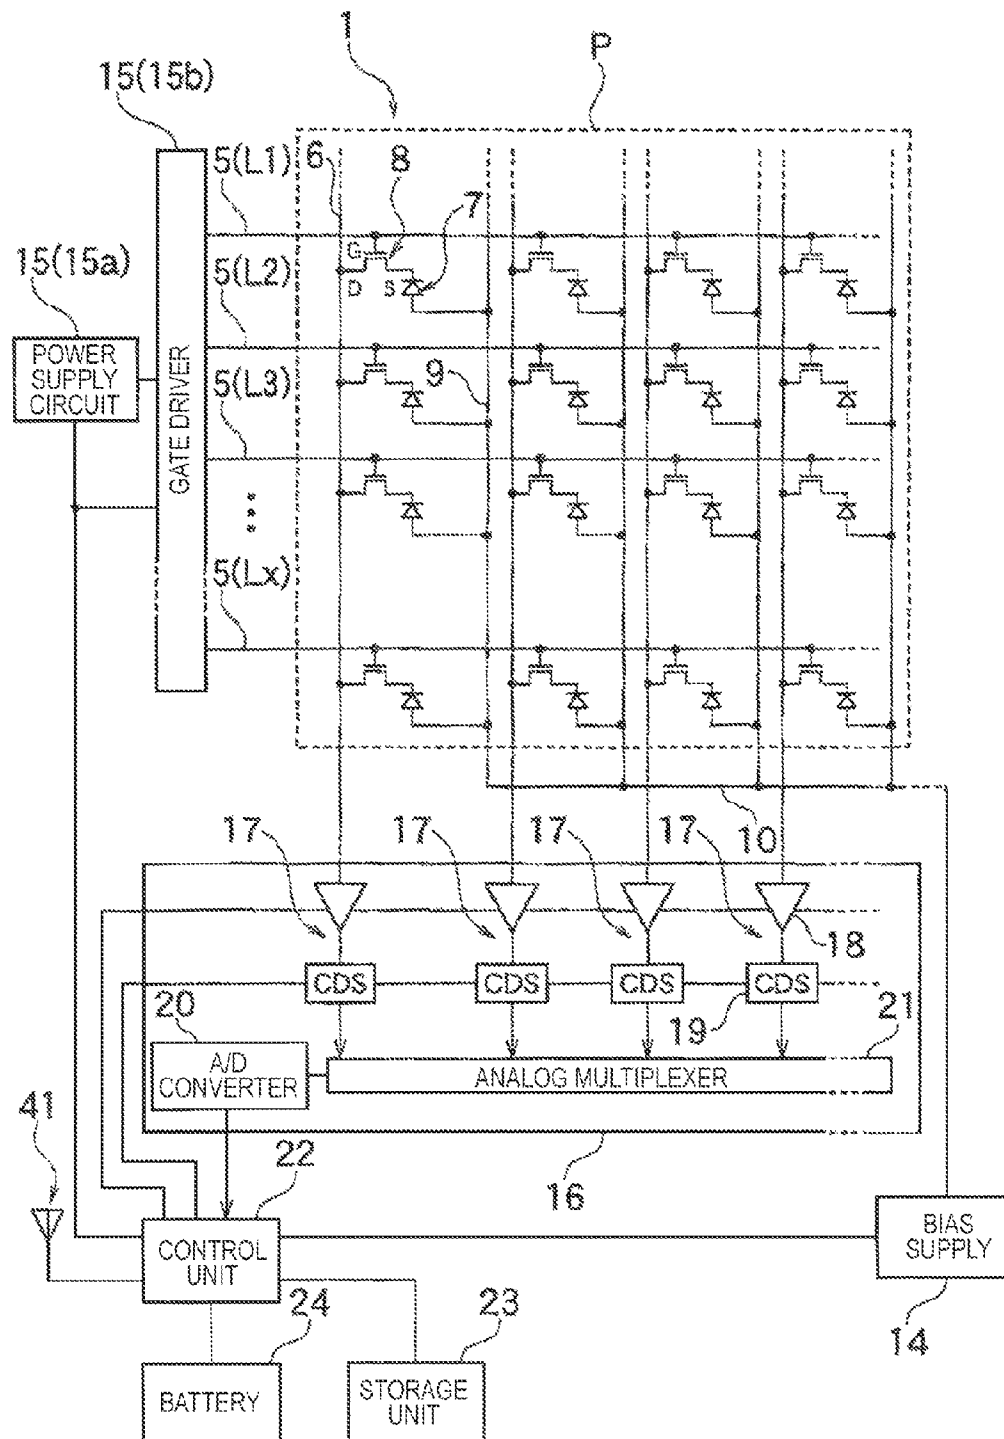 1
P
15(15b)
5(L1)
6
8
7
G
D
S
15(15a)
5(L2)
POWER
SUPPLY
CIRCUIT
GATE DRIVER
5(L3)
9
5(Lx)
10
17
17
17
17
18
CDS
CDS
CDS
CDS
20
19
21
A/D
CONVERTER
ANALOG MULTIPLEXER
41
22
16
CONTROL
UNIT
BIAS
SUPPLY
24
23
14
BATTERY
STORAGE
UNIT